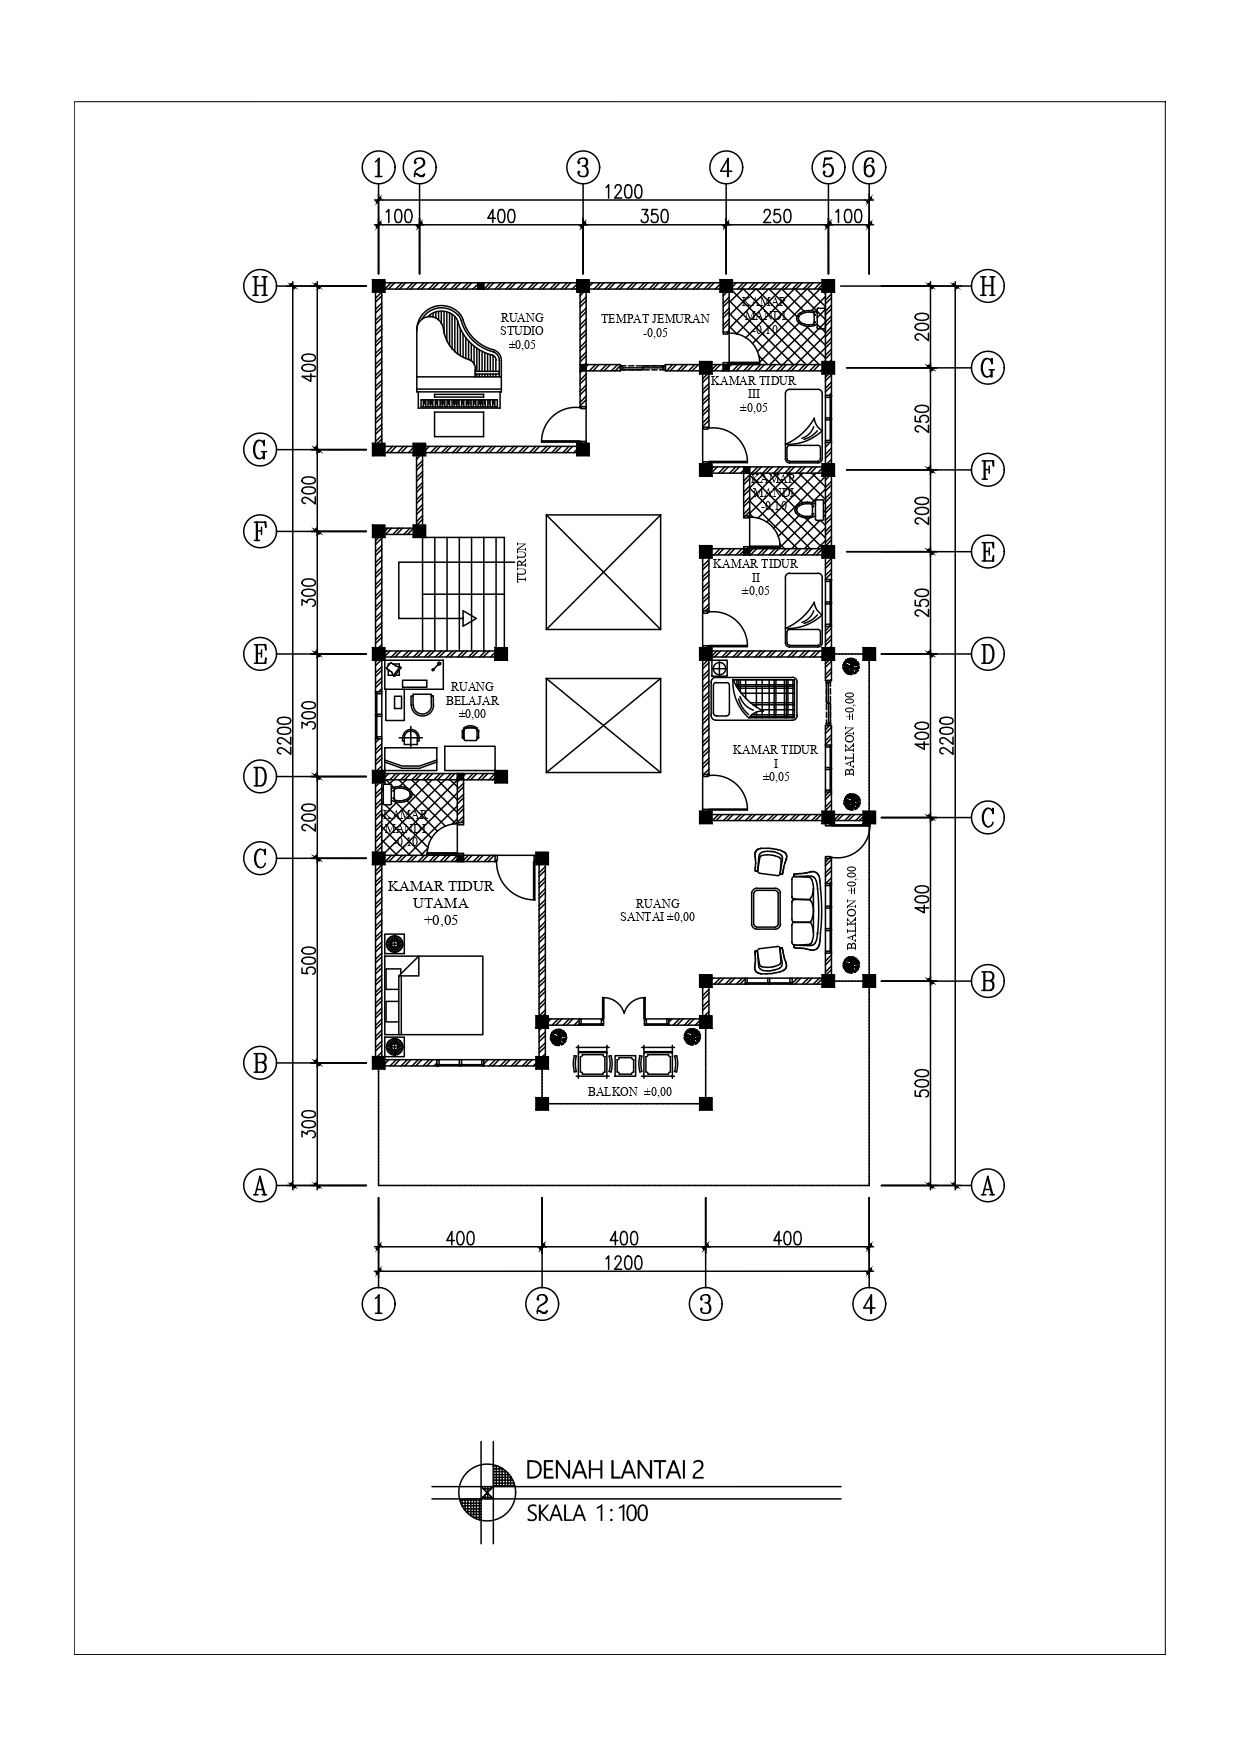 1 2 3 4 5 6
1200
100 400 350 250 100
H
H
G
G
F
F
E
E
D
D
C
C
B
B
A
A
400
200
300
300
200
500
300
2200
200
250
200
250
400
400
500
2200
RUANG
STUDIO
±0,05
TEMPAT JEMURAN
-0,05
KAMAR
MANDI
-0,10
KAMAR TIDUR
III
±0,05
KAMAR
MANDI
-0,10
TURUN
KAMAR TIDUR
II
±0,05
RUANG
BELAJAR
±0,00
KAMAR TIDUR
I
±0,05
BALKON ±0,00
KAMAR
MANDI
-0,10
KAMAR TIDUR
UTAMA
+0,05
RUANG
SANTAI ±0,00
BALKON ±0,00
BALKON ±0,00
400 400 400
1200
1 2 3 4
DENAH LANTAI 2
SKALA 1 : 100